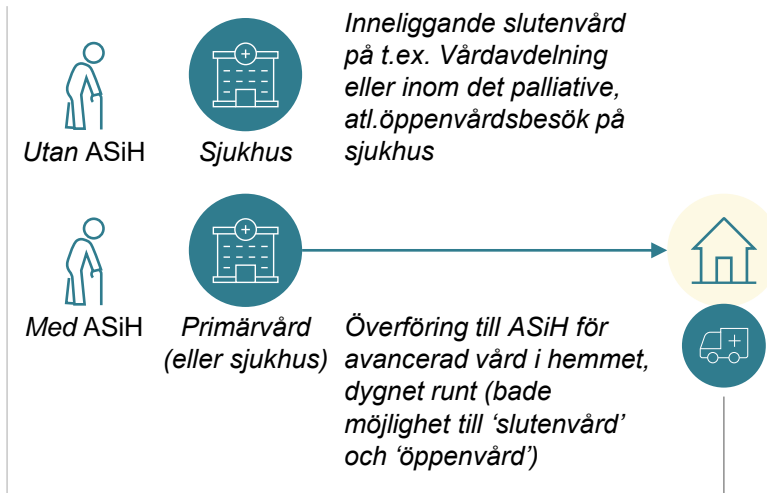 Inneliggande slutenvård
på t.ex. Vårdavdelning
eller inom det palliative,
atl.öppenvårdsbesök på
sjukhus
Utan ASiH
Sjukhus
Med ASiH
Primärvård
(eller sjukhus)
Överföring till ASiH för
avancerad vård i hemmet,
dygnet runt (bade
möjlighet till ‘slutenvård’
och ‘öppenvård’)